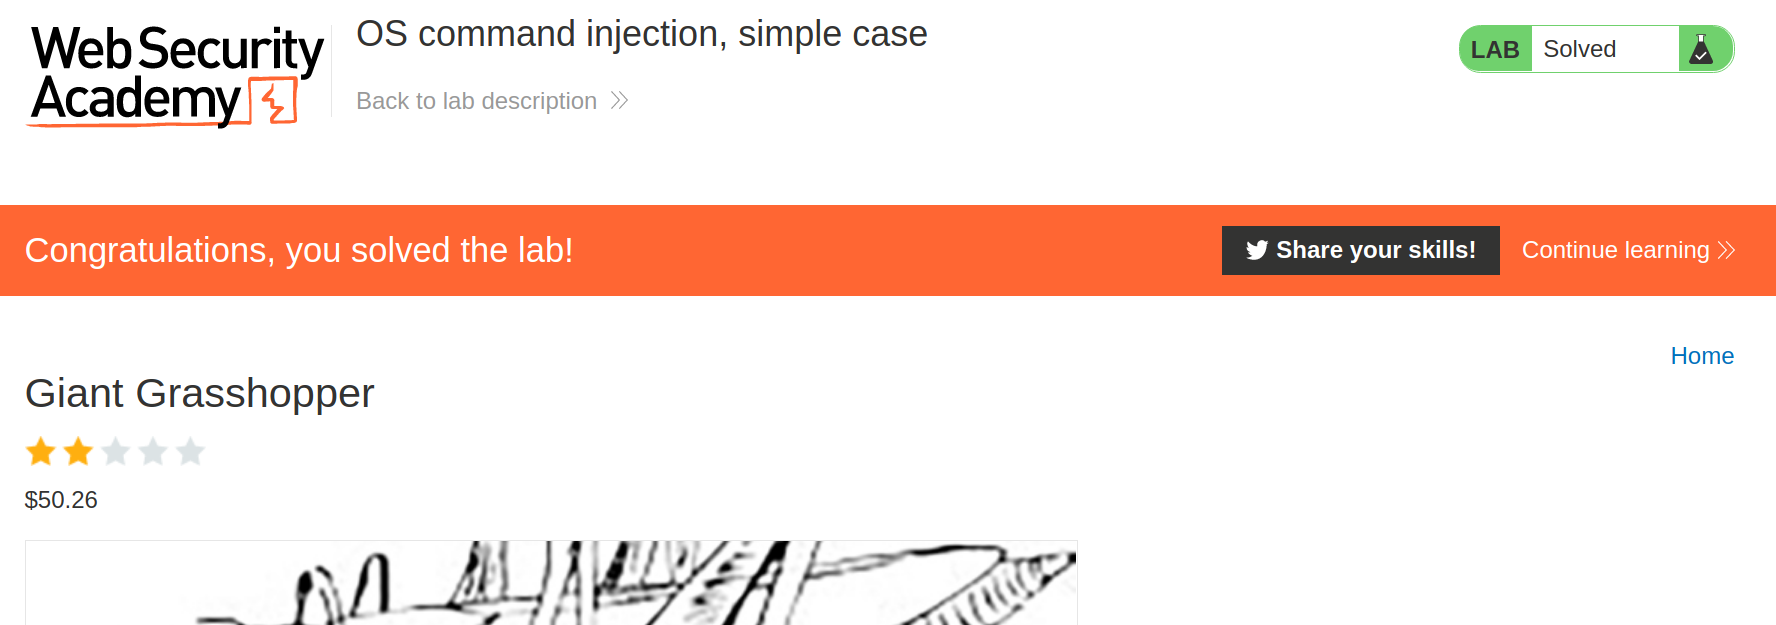 Web Security
Academy
OS command injection, simple case
Back to lab description
LAB Solved
Congratulations, you solved the lab!
Share your skills!
Continue learning
Home
Giant Grasshopper
$50.26